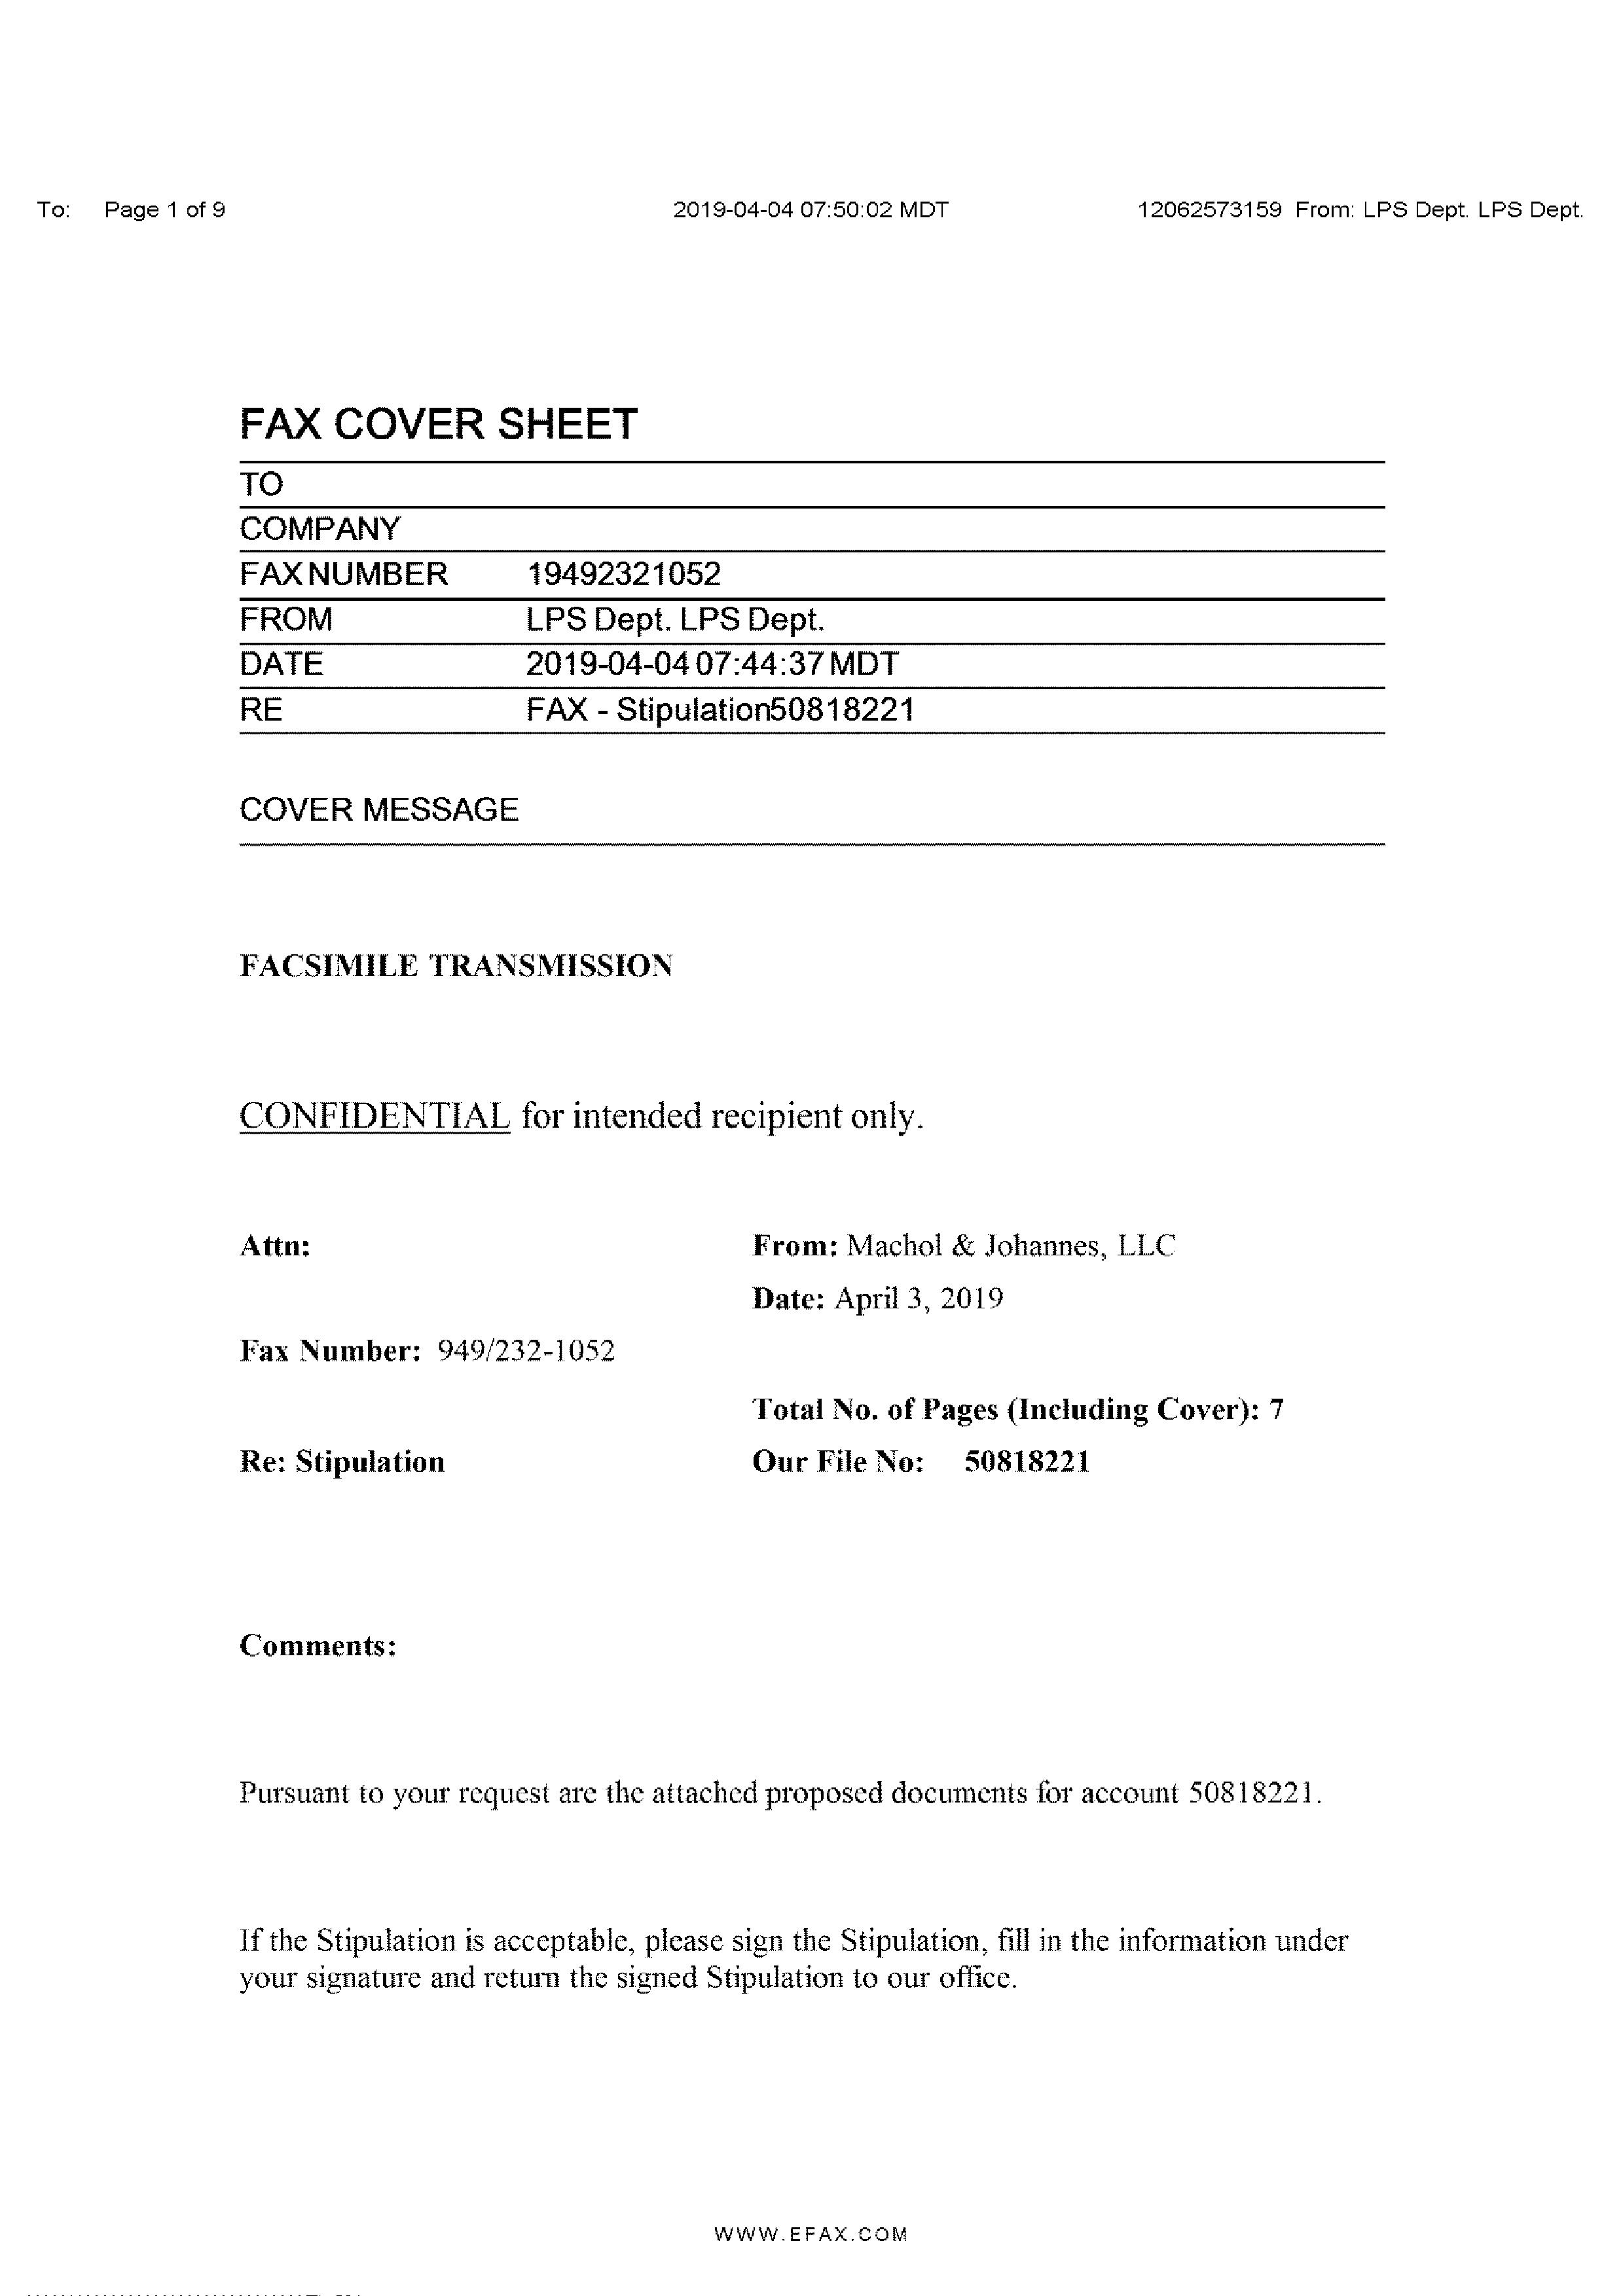 To: Page 1 of 9 2019-04-04 07:50:02 MDT 12062573159 From: LPS Dept. LPS Dept.
FAX COVER SHEET
TO
COMPANY
FAX NUMBER 19492321052
FROM LPS Dept. LPS Dept.
DATE 2019-04-04 07:44:37 MDT
RE FAX - Stipulation50818221
COVER MESSAGE
FACSIMILE TRANSMISSION
CONFIDENTIAL for intended recipient only.
Attn: From: Machol & Johannes, LLC
Date: April 3, 2019
Fax Number: 949/232-1052
Total No. of Pages (Including Cover): 7
Re: Stipulation Our File No: 50818221
Comments:
Pursuant to your request are the attached proposed documents for account 50818221.
If the Stipulation is acceptable, please sign the Stipulation, fill in the information under
your signature and return the signed Stipulation to our office.
WWW.EFAX.COM